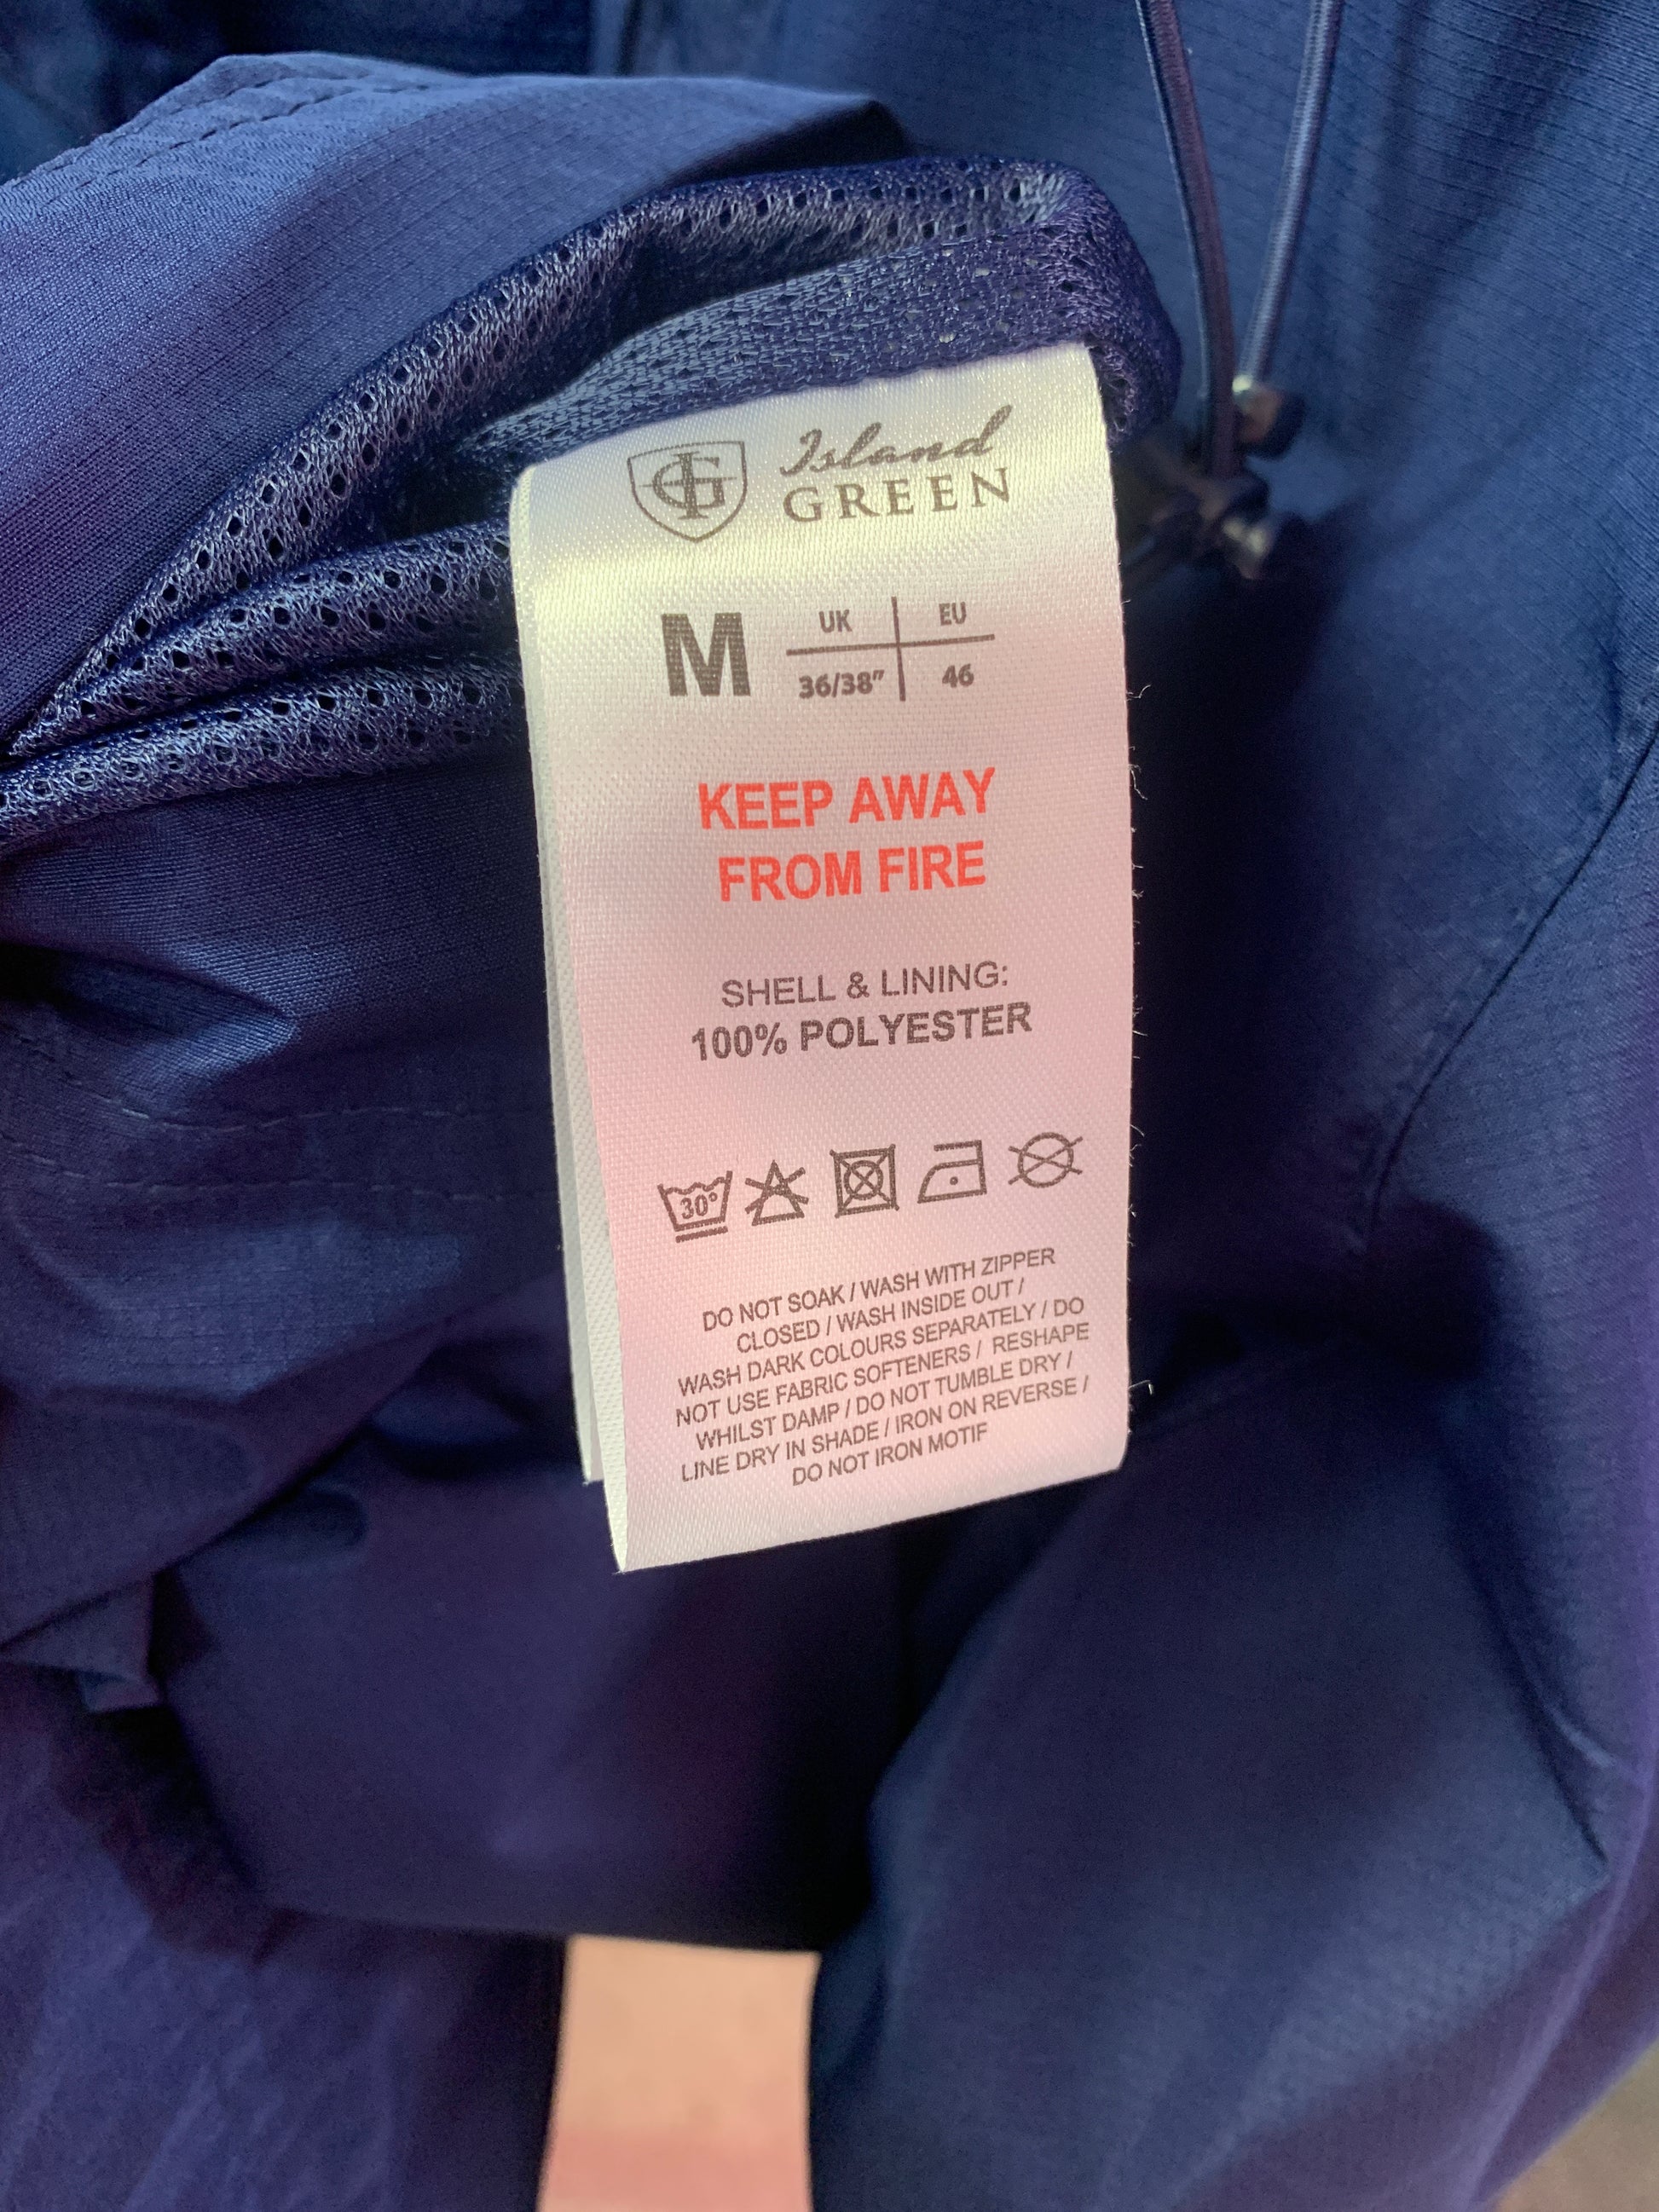 IG
Island
GREEN
M
UK EU
36/38" 46
KEEP AWAY
FROM FIRE
SHELL & LINING:
100% POLYESTER
30°
DO NOT SOAK / WASH WITH ZIPPER
CLOSED / WASH INSIDE OUT /
WASH DARK COLOURS SEPARATELY / DO
NOT USE FABRIC SOFTENERS / RESHAPE
WHILST DAMP / DO NOT TUMBLE DRY /
LINE DRY IN SHADE / IRON ON REVERSE /
DO NOT IRON MOTIF